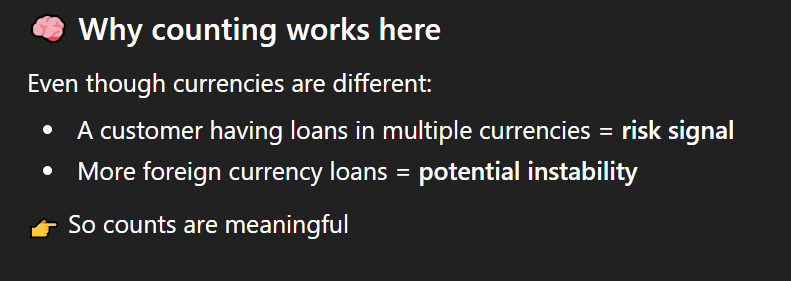 🧠 Why counting works here
Even though currencies are different:
• A customer having loans in multiple currencies = risk signal
• More foreign currency loans = potential instability
👉 So counts are meaningful